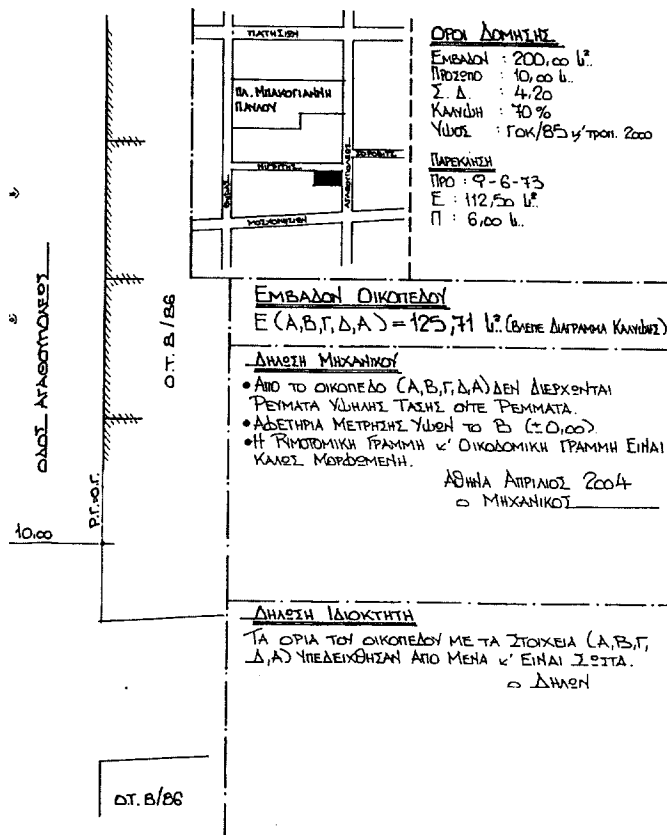 ΠΑΤΗΣΙΩΝ
ΠΛ. ΜΠΑΚΟΓΙΑΝΝΗ
ΠΑΥΛΟΥ
ΑΓΑΘΟΥΠΟΛΕΩΣ
ΜΟΣΧΟΝΗΣΙΩΝ
ΟΡΟΙ ΔΟΜΗΣΗΣ
ΕΜΒΑΔΟΝ : 200,00 μ².
ΠΡΟΣΩΠΟ : 10,00 μ.
Σ. Δ. : 4,20
ΚΑΛΥΨΗ : 70 %
ΥΨΟΣ : ΓΟΚ/85 κ' τροπ. 2000
ΠΑΡΕΚΛΙΣΗ
ΠΡΟ : 9-6-73
Ε : 112,50 μ².
Π : 6,00 μ.
ΟΔΟΣ ΑΓΑΘΟΥΠΟΛΕΩΣ
Ο.Τ. Β/86
Ρ.Γ.=Ο.Γ.
10.00
ΕΜΒΑΔΟΝ ΟΙΚΟΠΕΔΟΥ
Ε (Α,Β,Γ,Δ,Α) = 125,71 μ². (ΒΛΕΠΕ ΔΙΑΓΡΑΜΜΑ ΚΑΛΥΨΗΣ)
ΔΗΛΩΣΗ ΜΗΧΑΝΙΚΟΥ
• ΑΠΟ ΤΟ ΟΙΚΟΠΕΔΟ (Α,Β,Γ,Δ,Α) ΔΕΝ ΔΙΕΡΧΟΝΤΑΙ
ΡΕΥΜΑΤΑ ΥΨΗΛΗΣ ΤΑΣΗΣ ΟΥΤΕ ΡΕΜΜΑΤΑ.
• ΑΦΕΤΗΡΙΑ ΜΕΤΡΗΣΗΣ ΥΨΩΝ ΤΟ Β (±0,00)
• Η ΡΥΜΟΤΟΜΙΚΗ ΓΡΑΜΜΗ κ' ΟΙΚΟΔΟΜΙΚΗ ΓΡΑΜΜΗ ΕΙΝΑΙ
ΚΑΛΩΣ ΜΟΡΦΩΜΕΝΗ.
ΑΘΗΝΑ ΑΠΡΙΛΙΟΣ 2004
Ο ΜΗΧΑΝΙΚΟΣ
ΔΗΛΩΣΗ ΙΔΙΟΚΤΗΤΗ
ΤΑ ΟΡΙΑ ΤΟΥ ΟΙΚΟΠΕΔΟΥ ΜΕ ΤΑ ΣΤΟΙΧΕΙΑ (Α,Β,Γ,
Δ,Α) ΥΠΕΔΕΙΧΘΗΣΑΝ ΑΠΟ ΜΕΝΑ κ' ΕΙΝΑΙ ΣΩΣΤΑ.
Ο ΔΗΛΩΝ
Ο.Τ. Β/86